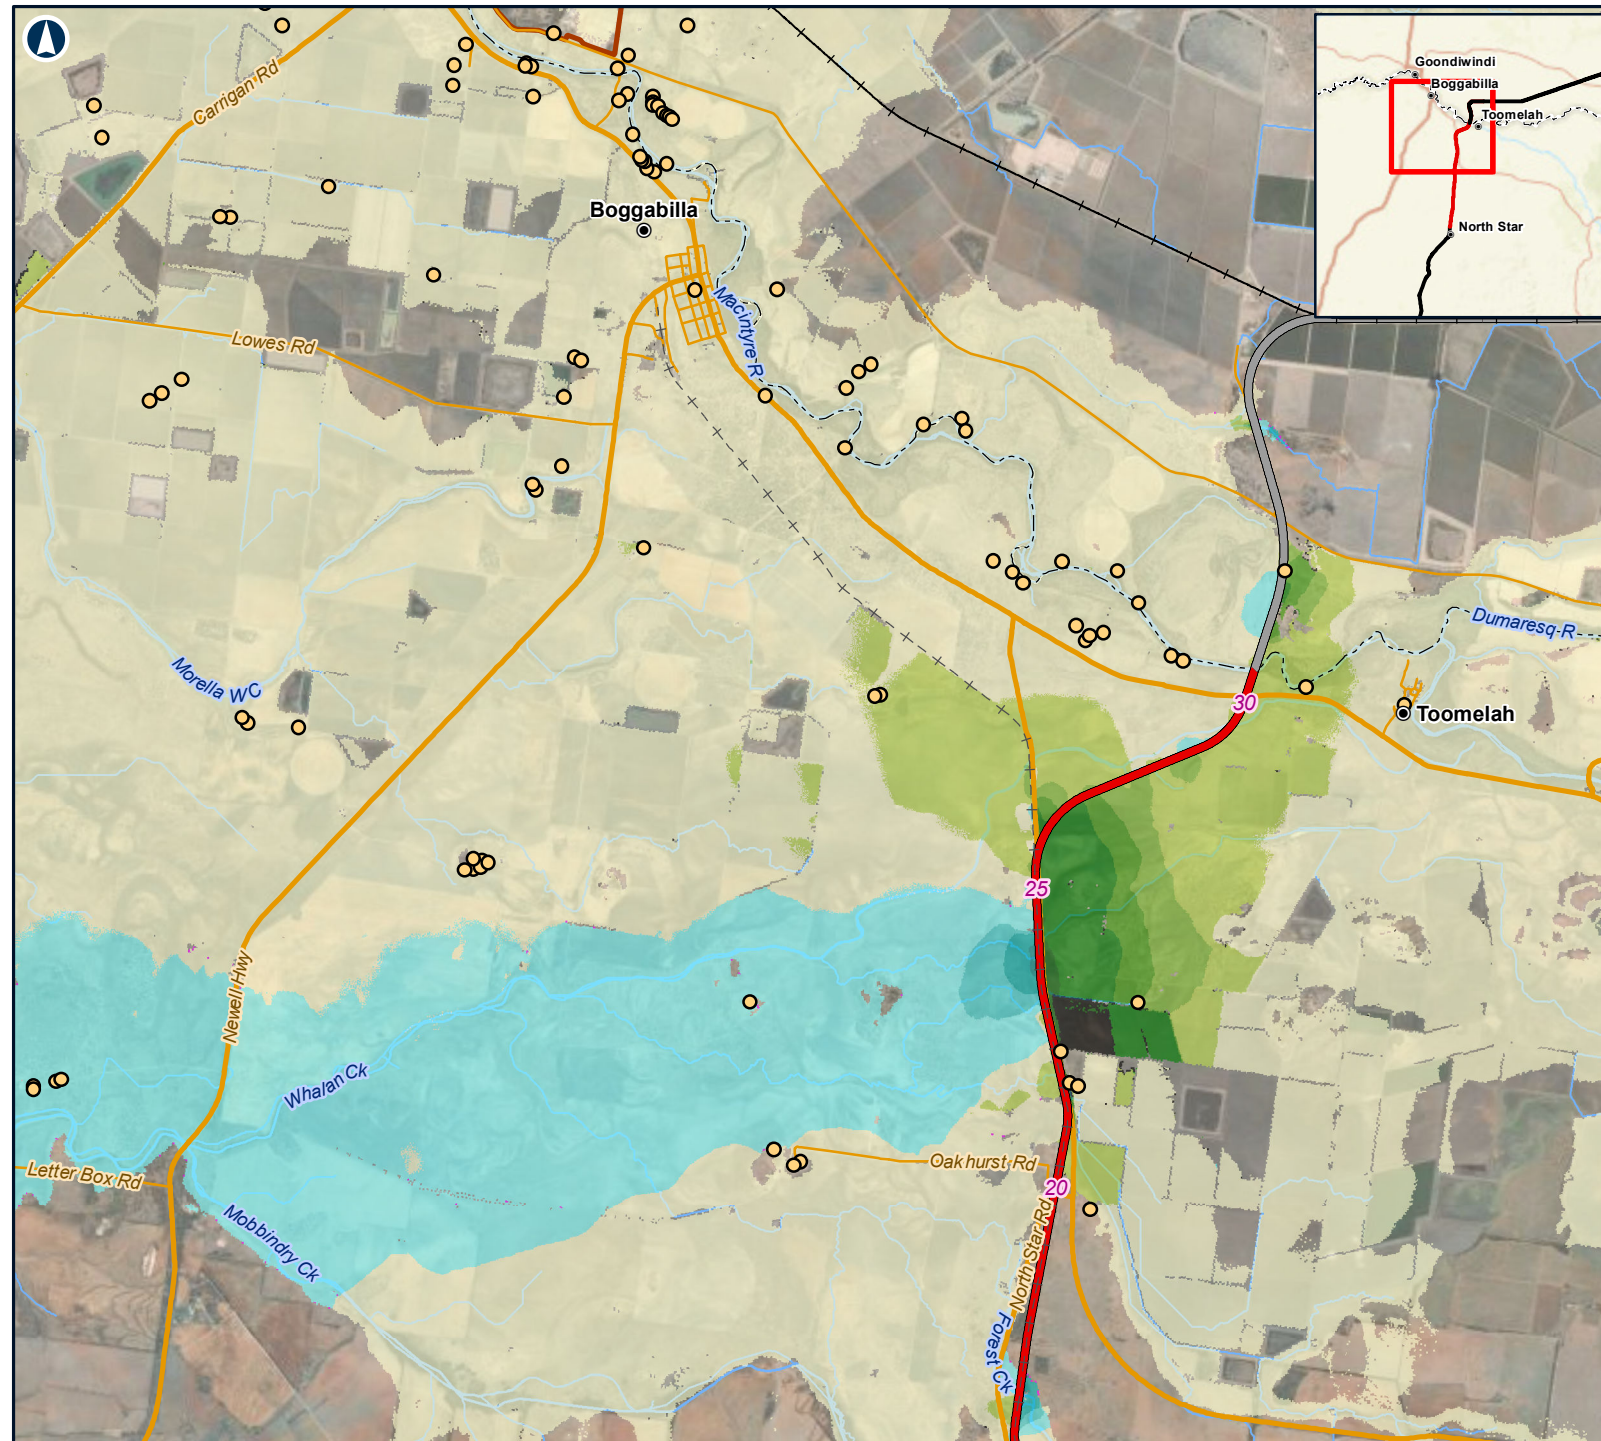 Carrigan Rd
Goondiwindi
Boggabilla
Toomelah
North Star
Boggabilla
Macintyre R
Lowes Rd
Dumaresq R
Morella WC
30
Toomelah
25
Newell Hwy
Whalan Ck
Letter Box Rd
Oakhurst Rd
20
Mobbindry Ck
North Star Rd
Forest Ck